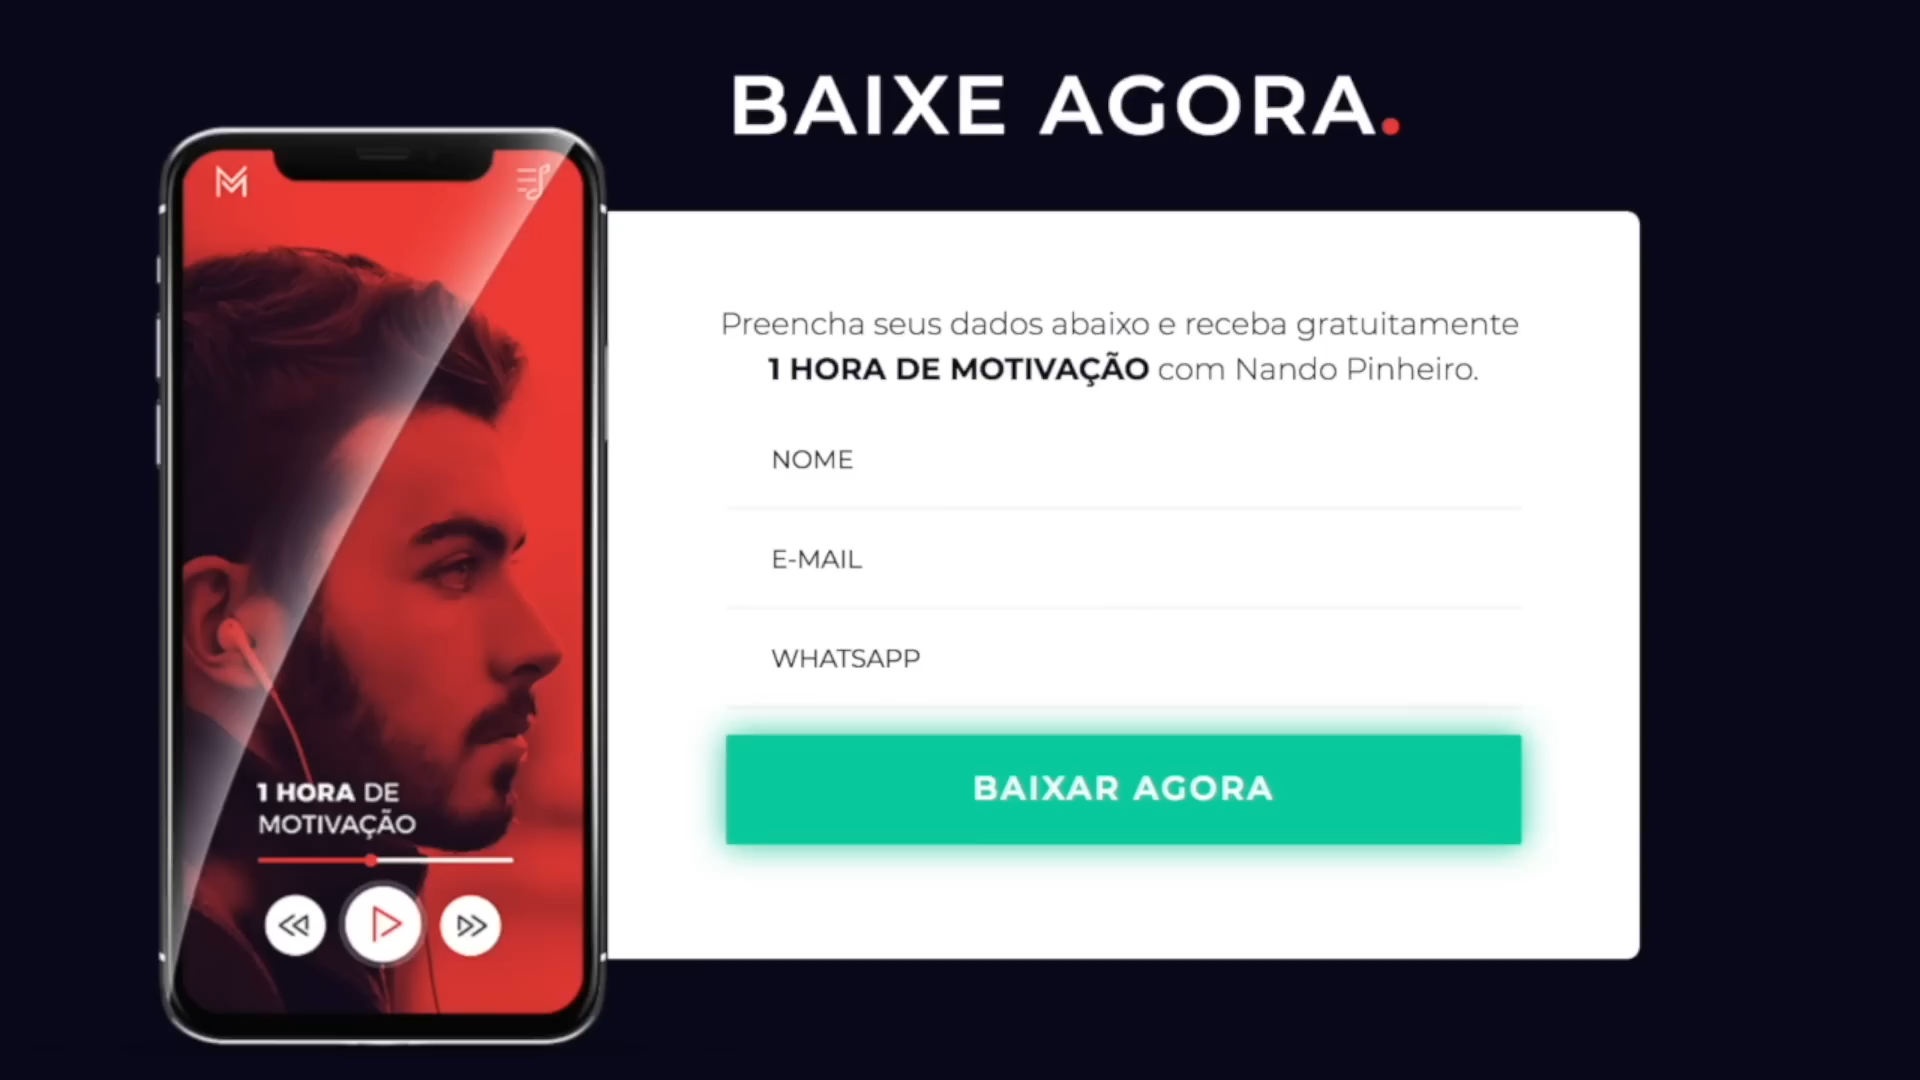 BAIXE AGORA.
Preencha seus dados abaixo e receba gratuitamente
1 HORA DE MOTIVAÇÃO com Nando Pinheiro.
NOME
E-MAIL
WHATSAPP
BAIXAR AGORA
1 HORA DE
MOTIVAÇÃO